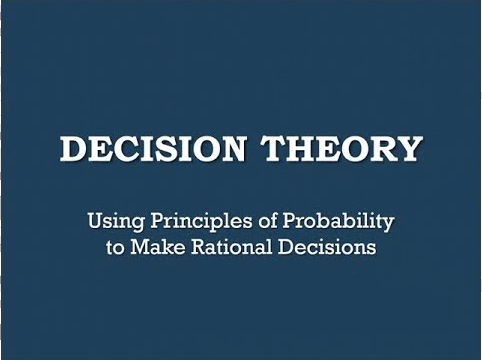 DECISION THEORY
Using Principles of Probability
to Make Rational Decisions